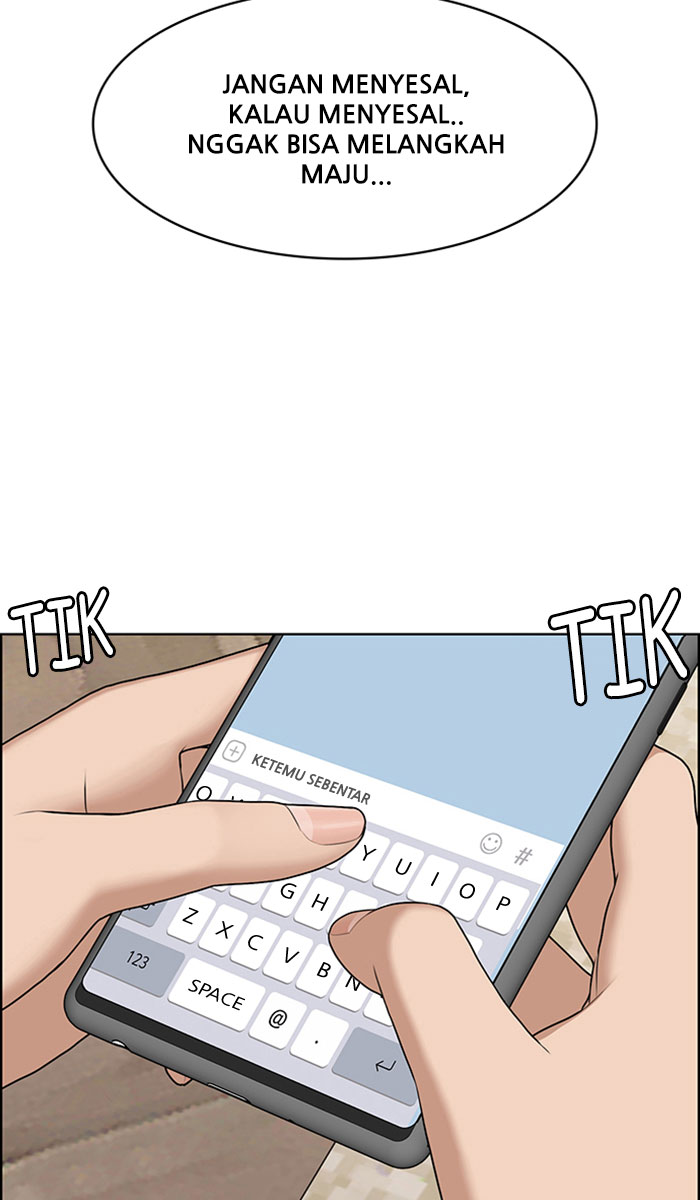 JANGAN MENYESAL,
KALAU MENYESAL..
NGGAK BISA MELANGKAH
MAJU...
TIK
TIK
KETEMU SEBENTAR
#
Y U I O P
G H
Z X C V B N
123
SPACE
@
.